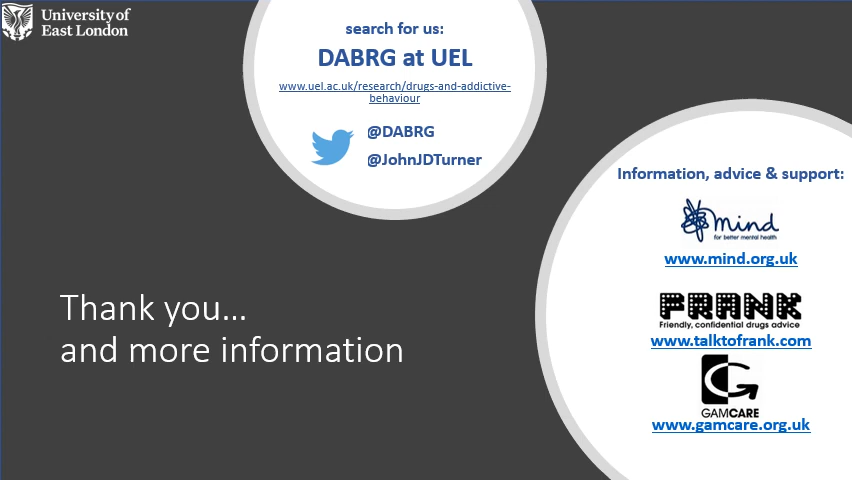 University of
East London
search for us:
DABRG at UEL
www.uel.ac.uk/research/drugs-and-addictive-
behaviour
@DABRG
@JohnJDTurner
Thank you...
and more information
Information, advice & support:
mind
for better mental health
www.mind.org.uk
FRANK
Friendly, confidential drugs advice
www.talktofrank.com
GAMCARE
www.gamcare.org.uk